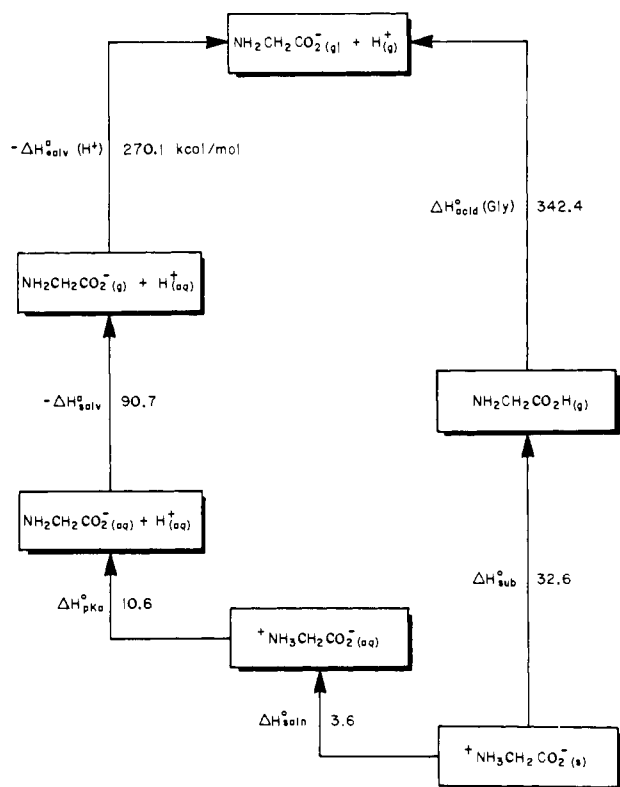 NH₂CH₂CO₂⁻(g) + H⁺(g)
-ΔH°solv (H⁺) 270.1 kcal/mol
ΔH°acid (Gly) 342.4
NH₂CH₂CO₂⁻(g) + H⁺(aq)
-ΔH°solv 90.7
NH₂CH₂CO₂H(g)
NH₂CH₂CO₂⁻(aq) + H⁺(aq)
ΔH°sub 32.6
ΔH°pKa 10.6
⁺NH₃CH₂CO₂⁻(aq)
ΔH°soln 3.6
⁺NH₃CH₂CO₂⁻(s)